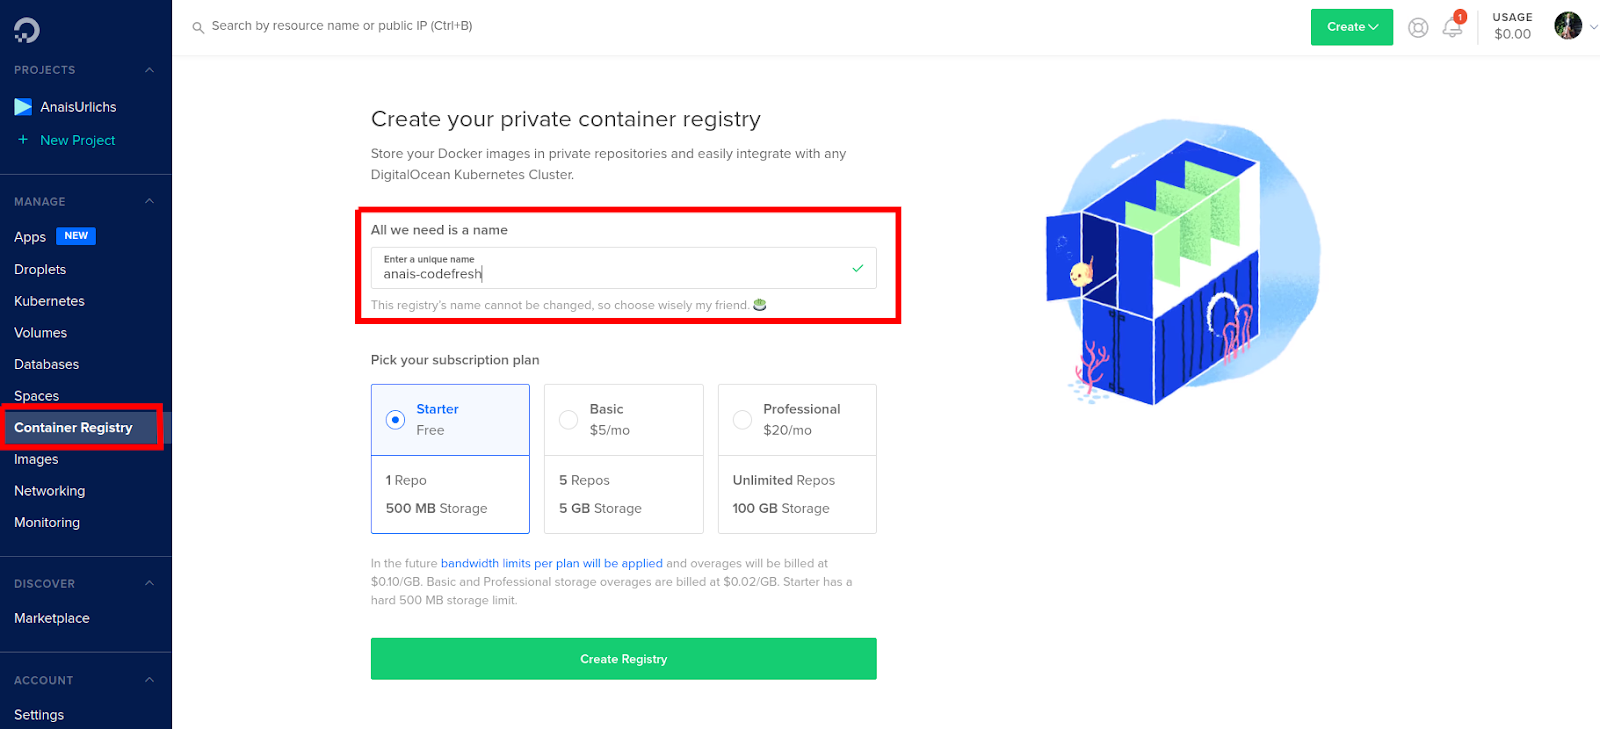 Search by resource name or public IP (Ctrl+B)
Create
1
USAGE
$0.00
PROJECTS
AnaisUrlichs
+ New Project
MANAGE
Apps NEW
Droplets
Kubernetes
Volumes
Databases
Spaces
Container Registry
Images
Networking
Monitoring
DISCOVER
Marketplace
ACCOUNT
Settings
Create your private container registry
Store your Docker images in private repositories and easily integrate with any
DigitalOcean Kubernetes Cluster.
All we need is a name
Enter a unique name
anais-codefresh
This registry's name cannot be changed, so choose wisely my friend.
Pick your subscription plan
Starter
Free
1 Repo
500 MB Storage
Basic
$5/mo
5 Repos
5 GB Storage
Professional
$20/mo
Unlimited Repos
100 GB Storage
In the future bandwidth limits per plan will be applied and overages will be billed at
$0.10/GB. Basic and Professional storage overages are billed at $0.02/GB. Starter has a
hard 500 MB storage limit.
Create Registry